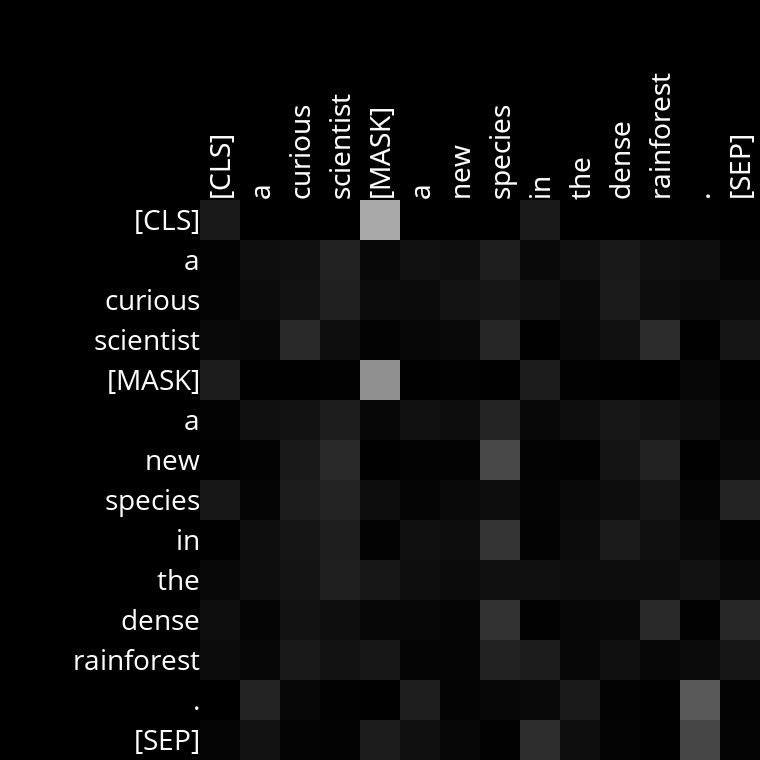 [CLS] a curious scientist [MASK] a new species in the dense rainforest . [SEP]
[CLS]
a
curious
scientist
[MASK]
a
new
species
in
the
dense
rainforest
.
[SEP]